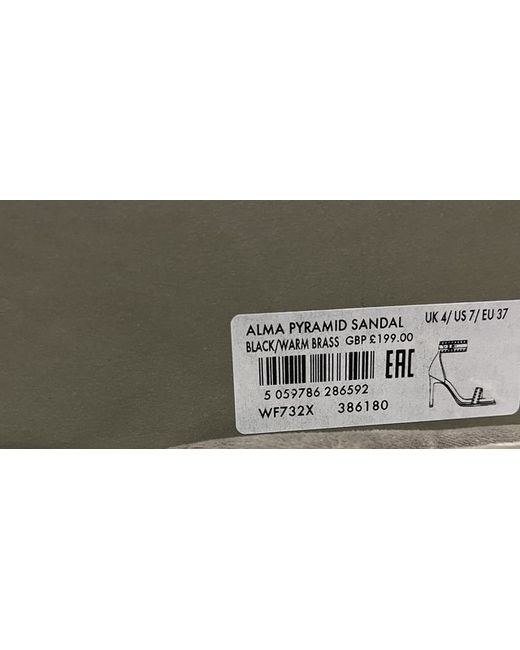 ALMA PYRAMID SANDAL UK 4/ US 7/ EU 37
BLACK/WARM BRASS GBP £199.00
EAC
5 059786 286592
WF732X 386180